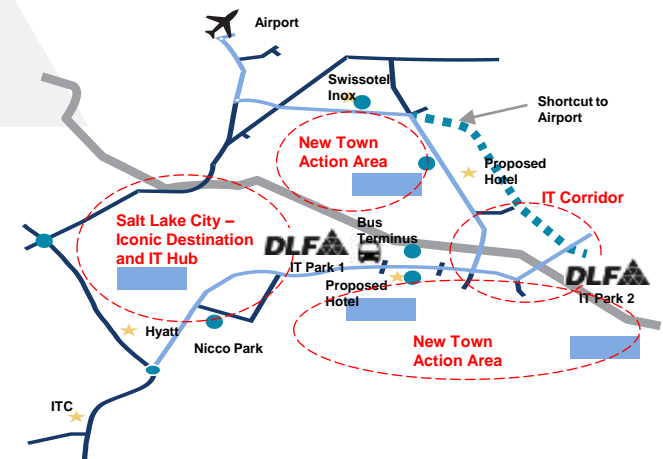 Airport
Swissotel
Inox
Shortcut to
Airport
New Town
Action Area
Proposed
Hotel
IT Corridor
Salt Lake City –
Iconic Destination
and IT Hub
Bus
Terminus
DLF
IT Park 1
DLF
IT Park 2
Proposed
Hotel
Hyatt
Nicco Park
New Town
Action Area
ITC